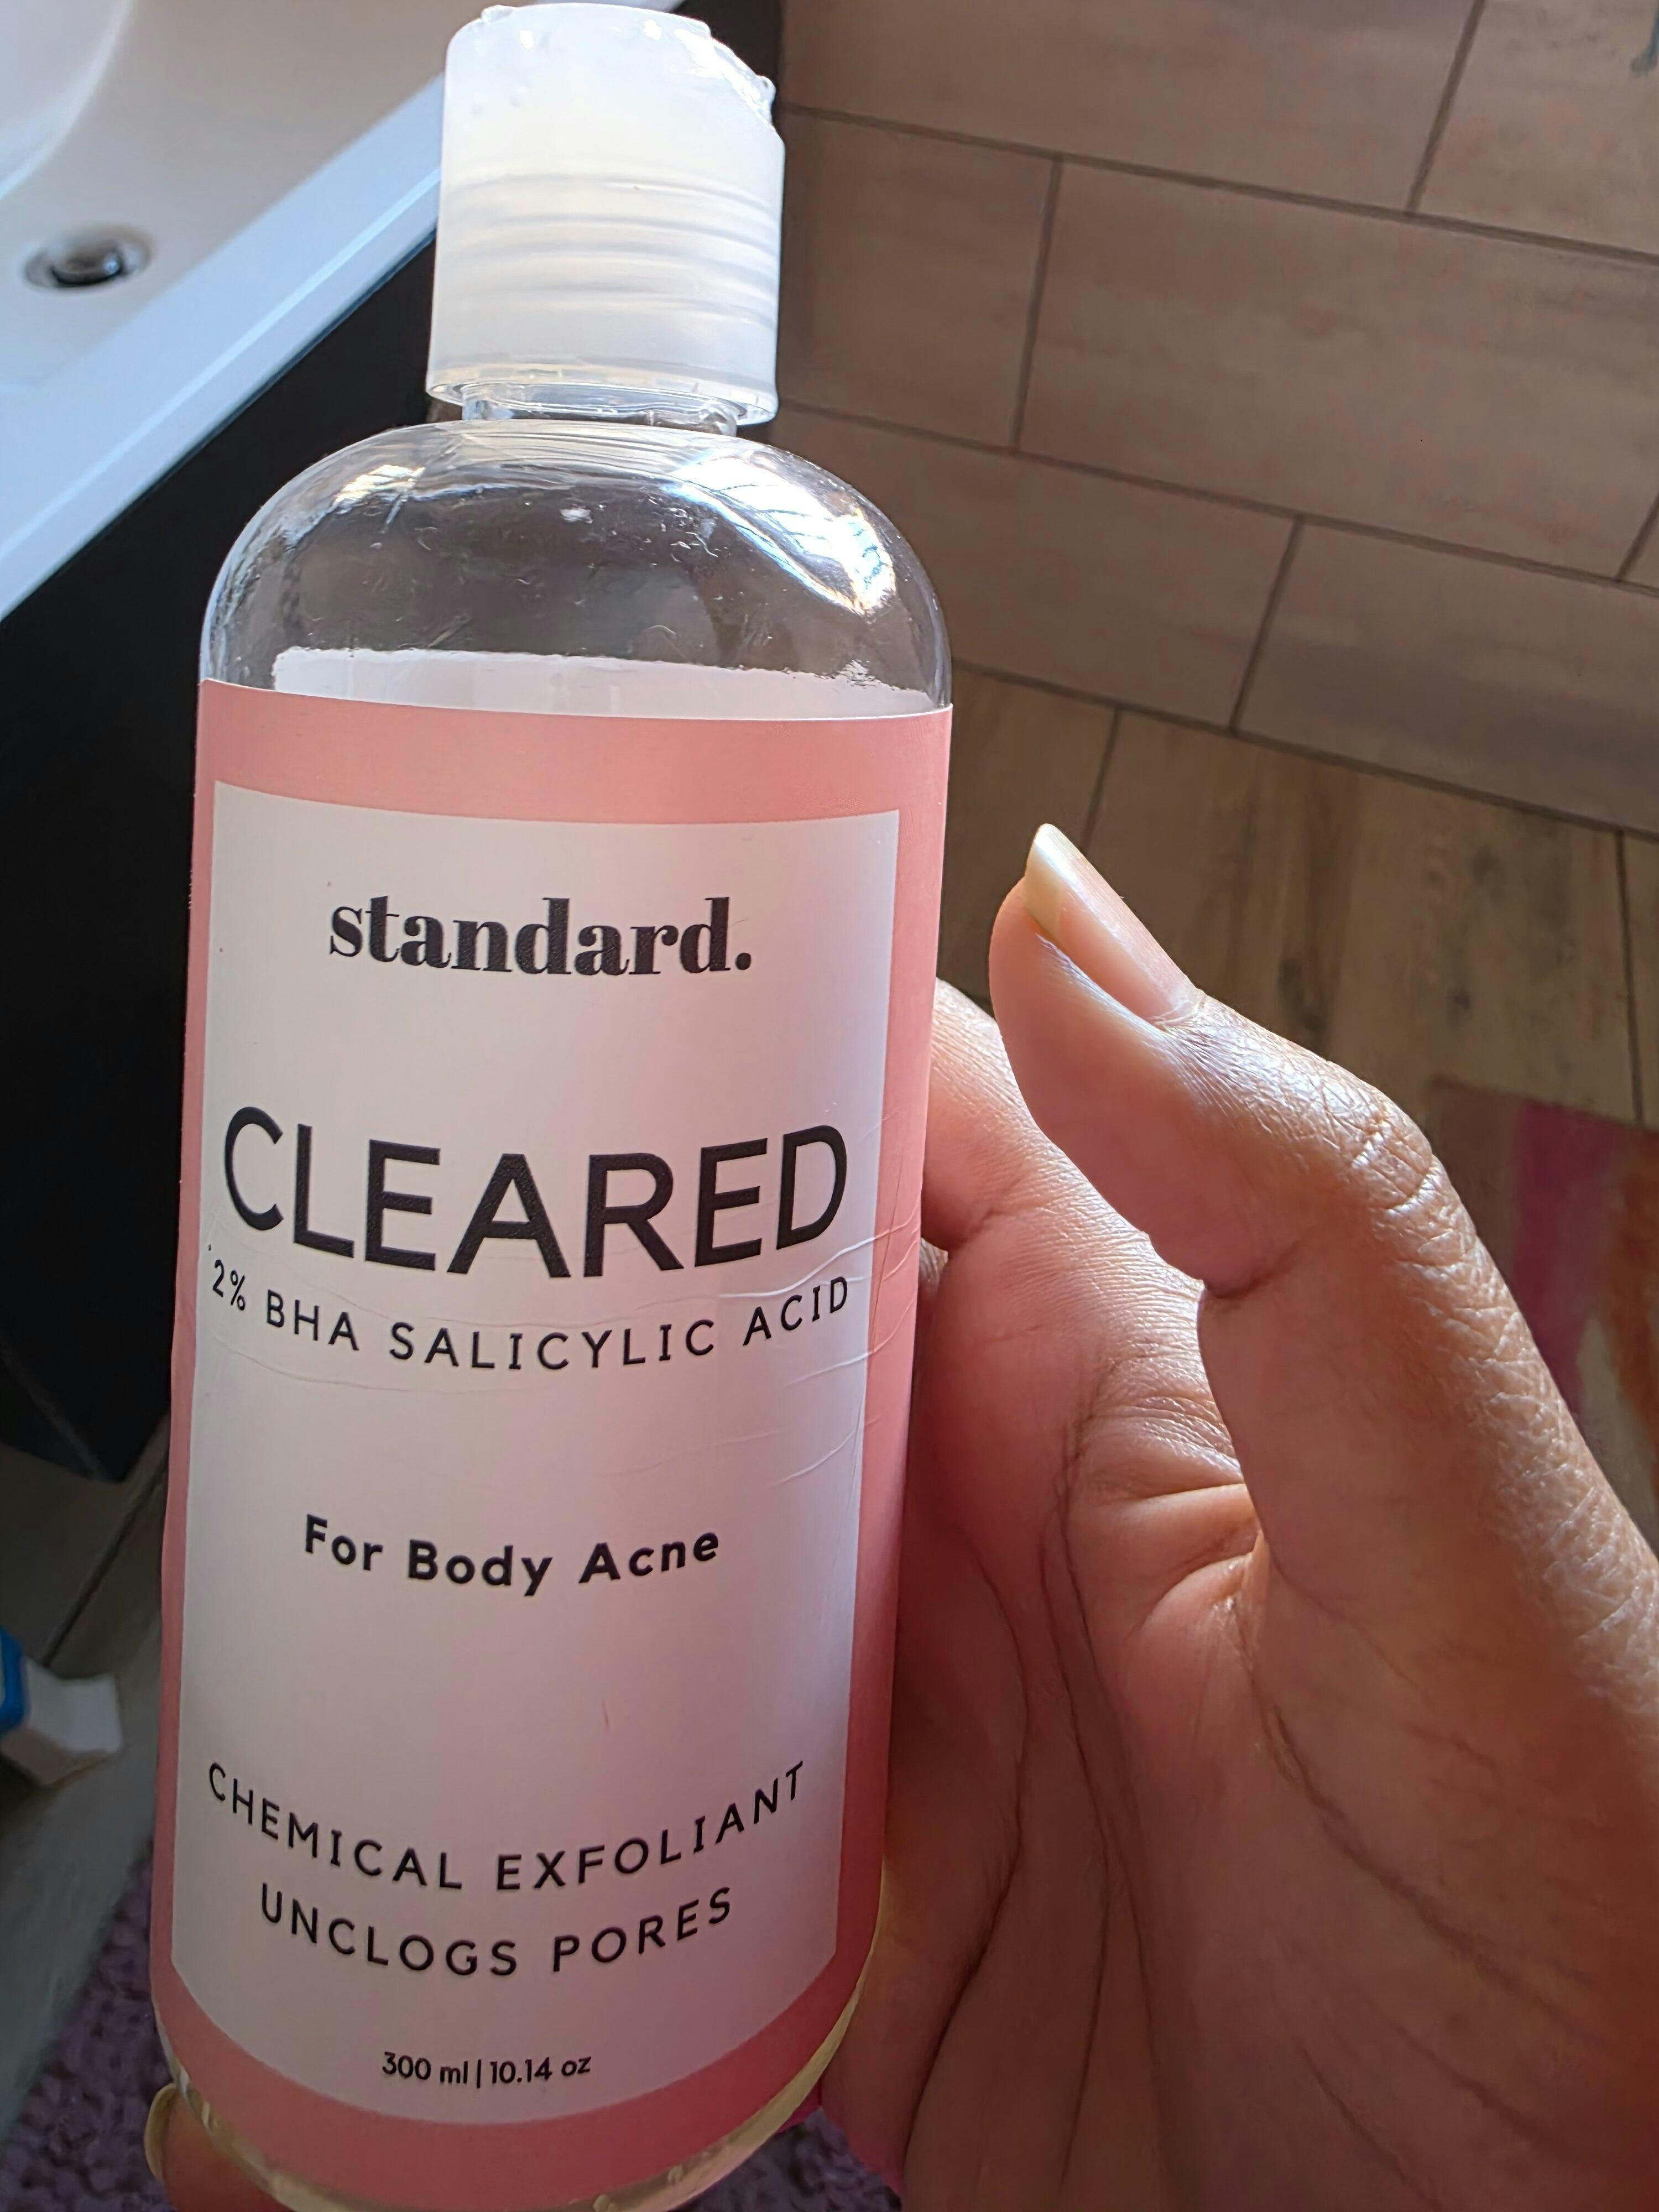 standard.
CLEARED
2% BHA SALICYLIC ACID
For Body Acne
CHEMICAL EXFOLIANT
UNCLOGS PORES
300 ml | 10.14 oz